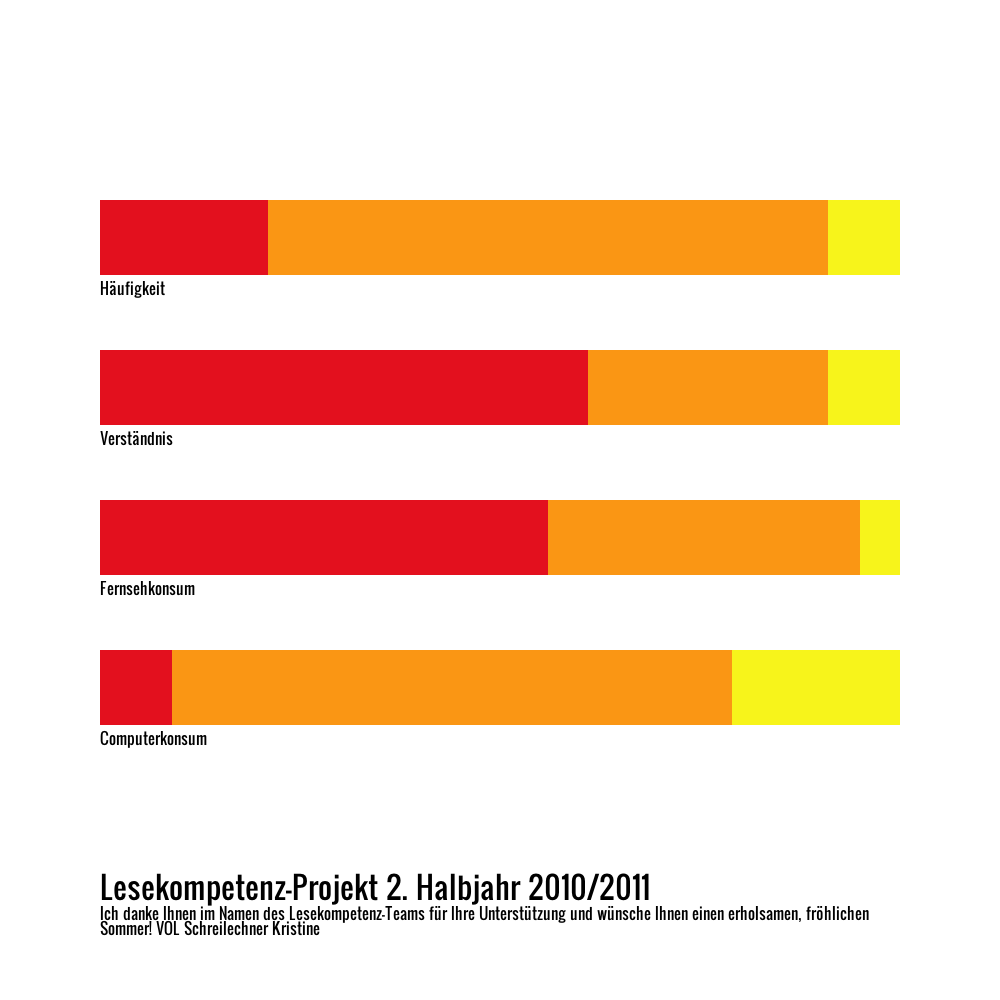 Häufigkeit
Verständnis
Fernsehkonsum
Computerkonsum
Lesekompetenz-Projekt 2. Halbjahr 2010/2011
Ich danke Ihnen im Namen des Lesekompetenz-Teams für Ihre Unterstützung und wünsche Ihnen einen erholsamen, fröhlichen
Sommer! VOL Schreilechner Kristine